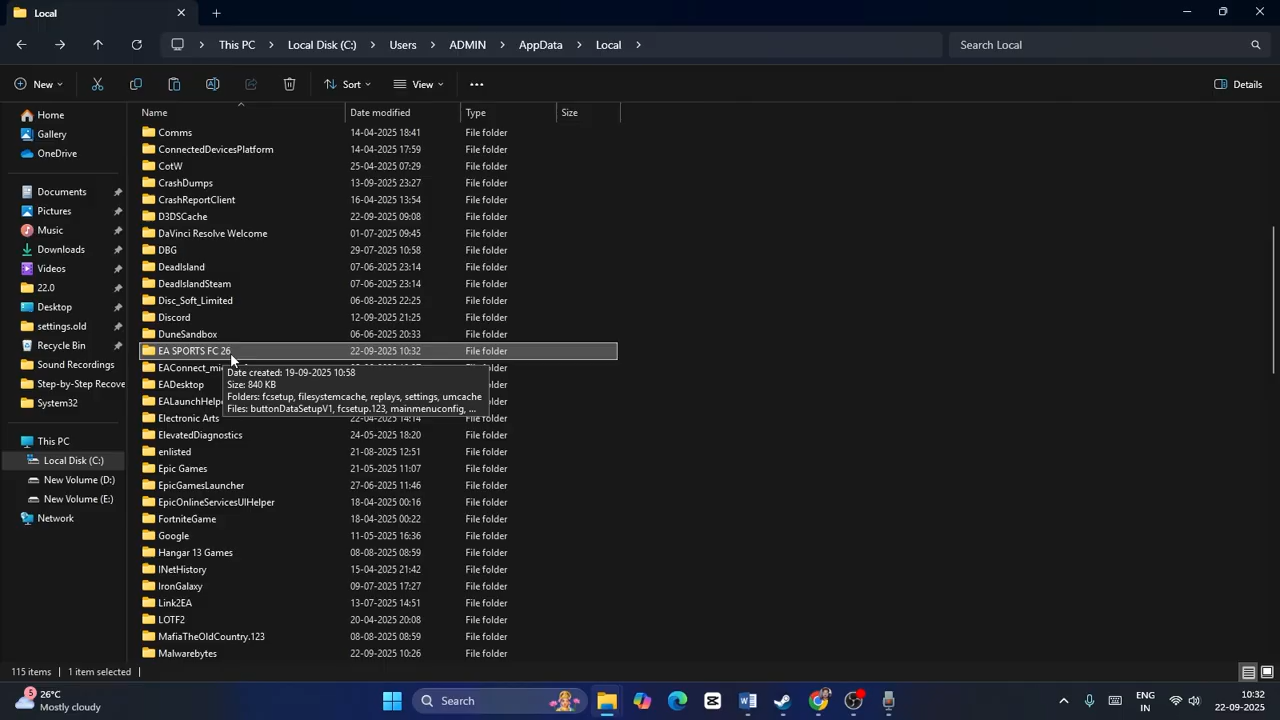 Local
This PC > Local Disk (C:) > Users > ADMIN > AppData > Local >
Search Local
New
Sort
View
Details
Home
Gallery
OneDrive
Documents
Pictures
Music
Downloads
Videos
22.0
Desktop
settings.old
Recycle Bin
Sound Recordings
Step-by-Step Recove
System32
This PC
Local Disk (C:)
New Volume (D:)
New Volume (E:)
Network
Name Date modified Type Size
Comms 14-04-2025 18:41 File folder
ConnectedDevicesPlatform 14-04-2025 17:59 File folder
CotW 25-04-2025 07:29 File folder
CrashDumps 13-09-2025 23:27 File folder
CrashReportClient 16-04-2025 13:54 File folder
D3DSCache 22-09-2025 09:08 File folder
DaVinci Resolve Welcome 01-07-2025 09:45 File folder
DBG 29-07-2025 10:58 File folder
DeadIsland 07-06-2025 23:14 File folder
DeadIslandSteam 07-06-2025 23:14 File folder
Disc_Soft_Limited 06-08-2025 22:25 File folder
Discord 12-09-2025 21:25 File folder
DuneSandbox 06-06-2025 20:33 File folder
EA SPORTS FC 26 22-09-2025 10:32 File folder
EAConnect_mic File folder
EADesktop File folder
EALaunchHelpe File folder
Date created: 19-09-2025 10:58
Size: 840 KB
Folders: fcsetup, filesystemcache, replays, settings, umcache
Files: buttonDataSetupV1, fcsetup.123, mainmenuconfig, ...
Electronic Arts 22-04-2025 14:14 File folder
ElevatedDiagnostics 24-05-2025 18:20 File folder
enlisted 21-08-2025 12:51 File folder
Epic Games 21-05-2025 11:07 File folder
EpicGamesLauncher 27-06-2025 11:46 File folder
EpicOnlineServicesUIHelper 18-04-2025 00:16 File folder
FortniteGame 18-04-2025 00:22 File folder
Google 11-05-2025 16:36 File folder
Hangar 13 Games 08-08-2025 08:59 File folder
INetHistory 15-04-2025 21:42 File folder
IronGalaxy 09-07-2025 17:27 File folder
Link2EA 13-07-2025 14:51 File folder
LOTF2 20-04-2025 20:08 File folder
MafiaTheOldCountry.123 08-08-2025 08:59 File folder
Malwarebytes 22-09-2025 10:26 File folder
115 items 1 item selected
5
26°C
Mostly cloudy
Search
ENG
IN
10:32
22-09-2025